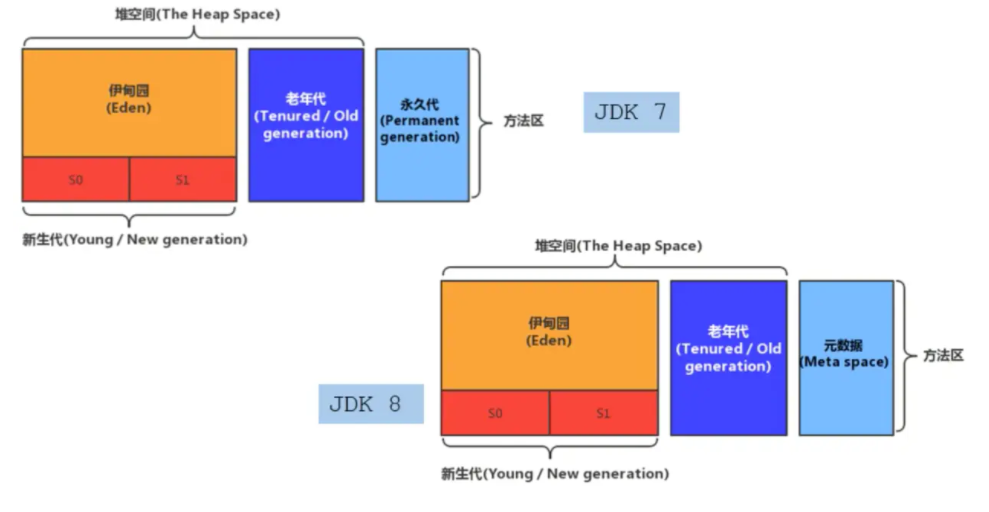 堆空间(The Heap Space)
伊甸园
(Eden)
老年代
(Tenured / Old
generation)
永久代
(Permanent
generation)
方法区
JDK 7
S0
S1
新生代(Young / New generation)
堆空间(The Heap Space)
伊甸园
(Eden)
老年代
(Tenured / Old
generation)
元数据
(Meta space)
方法区
JDK 8
S0
S1
新生代(Young / New generation)